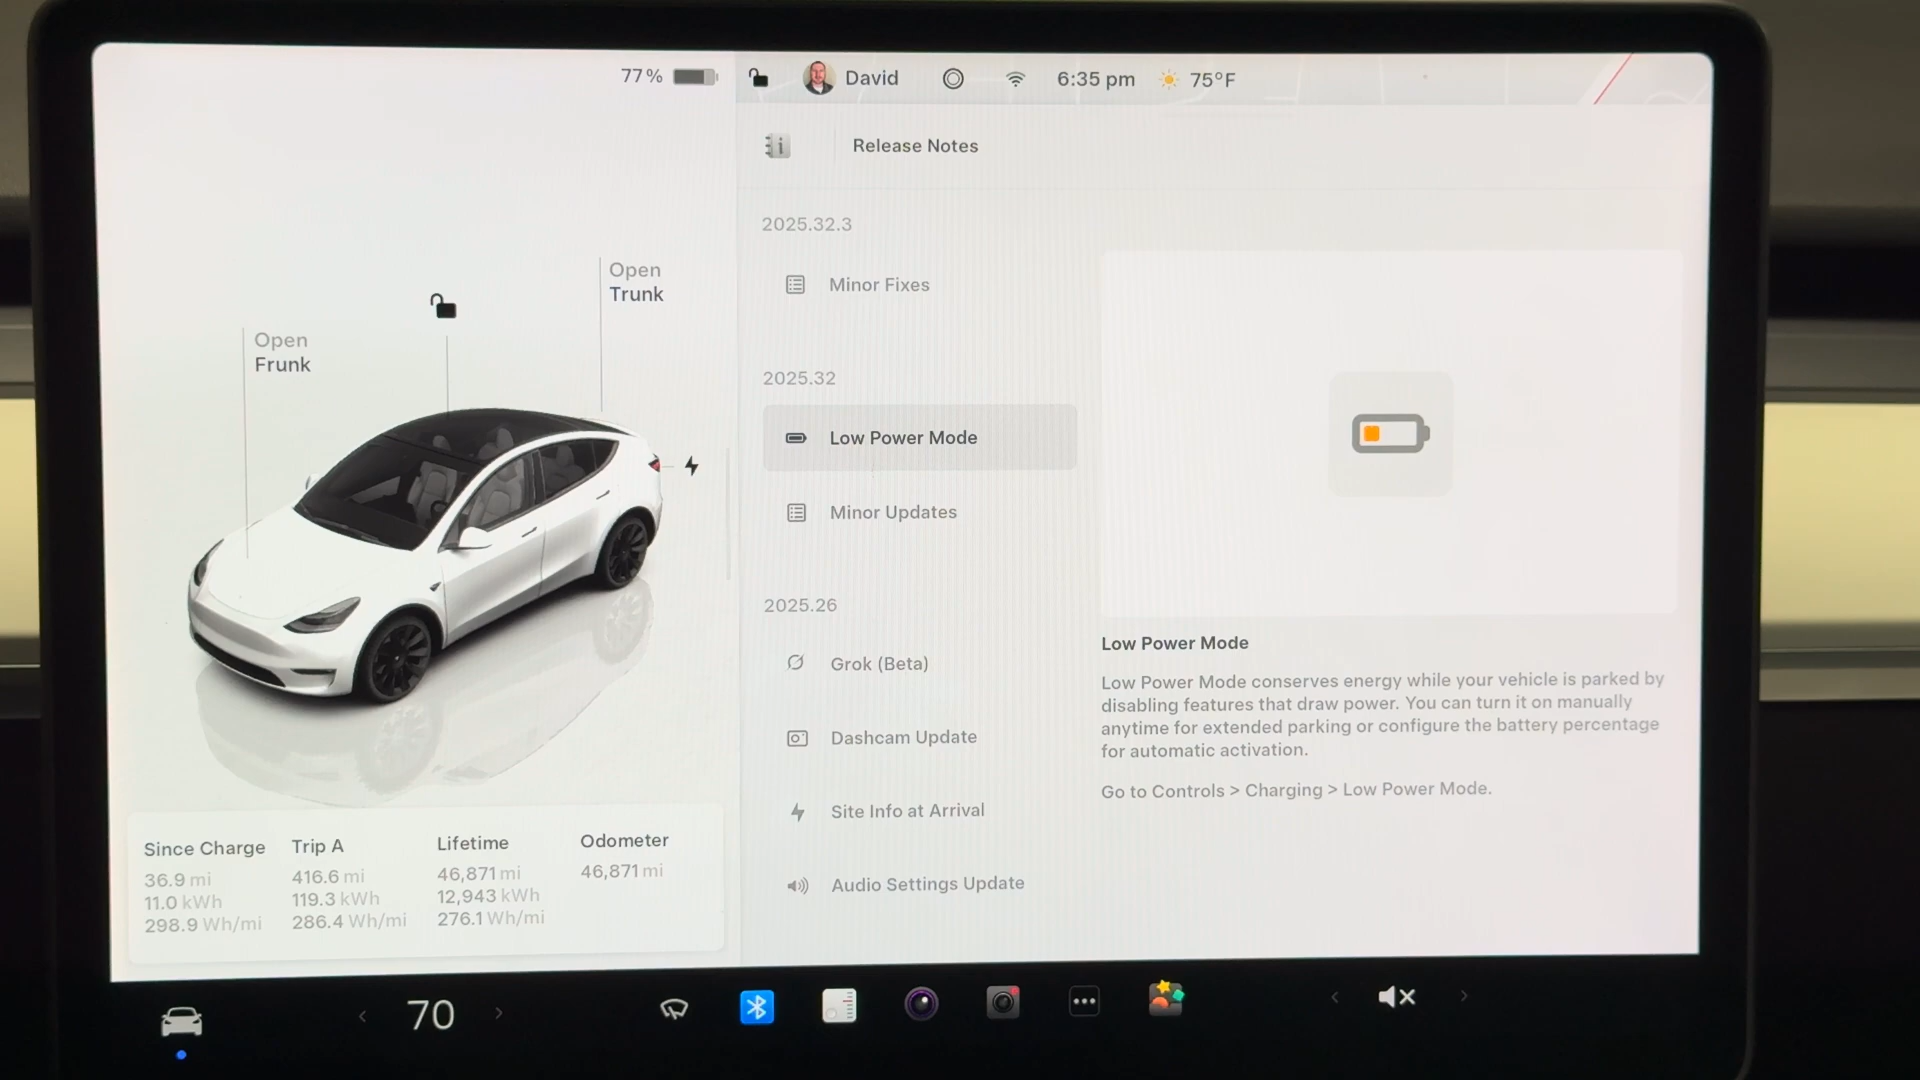 77%
David
6:35 pm
75°F
Release Notes
Open
Trunk
Open
Frunk
2025.32.3
Minor Fixes
2025.32
Low Power Mode
Minor Updates
2025.26
Grok (Beta)
Dashcam Update
Site Info at Arrival
Audio Settings Update
Low Power Mode
Low Power Mode conserves energy while your vehicle is parked by
disabling features that draw power. You can turn it on manually
anytime for extended parking or configure the battery percentage
for automatic activation.
Go to Controls > Charging > Low Power Mode.
Since Charge
36.9 mi
11.0 kWh
298.9 Wh/mi
Trip A
416.6 mi
119.3 kWh
286.4 Wh/mi
Lifetime
46,871 mi
12,943 kWh
276.1 Wh/mi
Odometer
46,871 mi
70